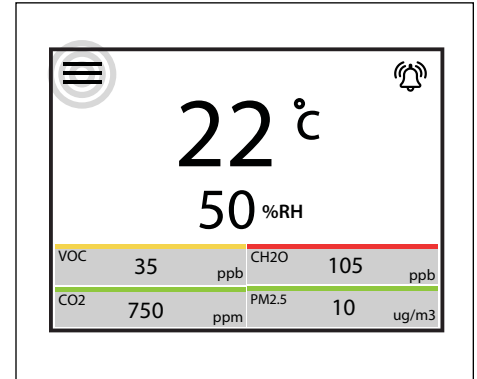 22 °C
50 %RH
VOC 35 ppb
CH2O 105 ppb
CO2 750 ppm
PM2.5 10 ug/m3